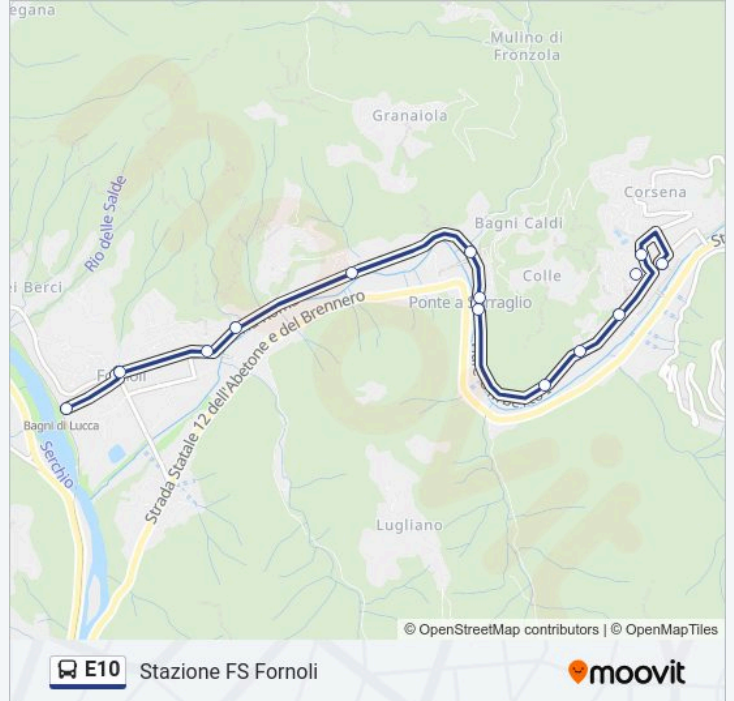 egana
Mulino di
Fronzola
Granaiola
Corsena
Rio delle Salde
Bagni Caldi
St
ei Berci
Colle
Ponte a Serraglio
Strada Statale 12 dell'Abetone e del Brennero
Fornoli
Bagni di Lucca
Serchio
Lugliano
© OpenStreetMap contributors | © OpenMapTiles
E10 Stazione FS Fornoli
moovit